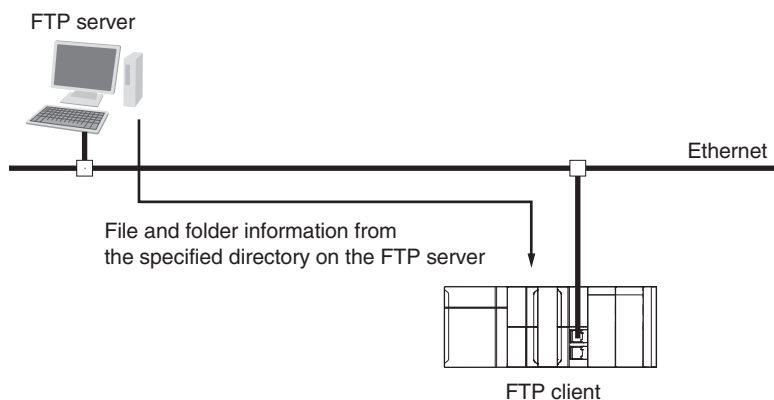 FTP server
Ethernet
File and folder information from
the specified directory on the FTP server
FTP client